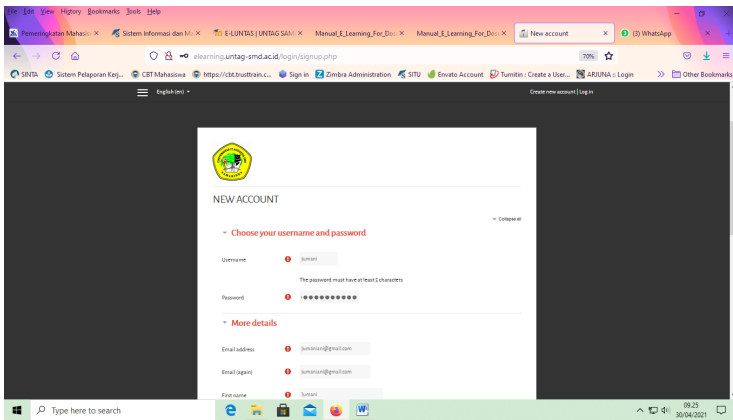 File Edit View History Bookmarks Tools Help
Pemeringkatan Mahasis
Sistem Informasi dan Ma
E-LUNTAS | UNTAG SAMA
Manual_E_Learning_For_Dos
Manual_E_Learning_For_Dos
New account
(3) WhatsApp
elearning.untag-smd.ac.id/login/signup.php
70%
SINTA
Sistem Pelaporan Kerj...
CBT Mahasiswa
https://cbt.trusttrain.c...
Sign in
Zimbra Administration
SITU
Envato Account
Turnitin : Create a User...
ARJUNA :: Login
Other Bookmarks
English (en)
Create new account | Log in
NEW ACCOUNT
Collapse all
Choose your username and password
Username
jumani
The password must have at least 5 characters
Password
More details
Email address
jumaniani@gmail.com
Email (again)
jumaniani@gmail.com
First name
Jumani
Type here to search
09.25
30/04/2021